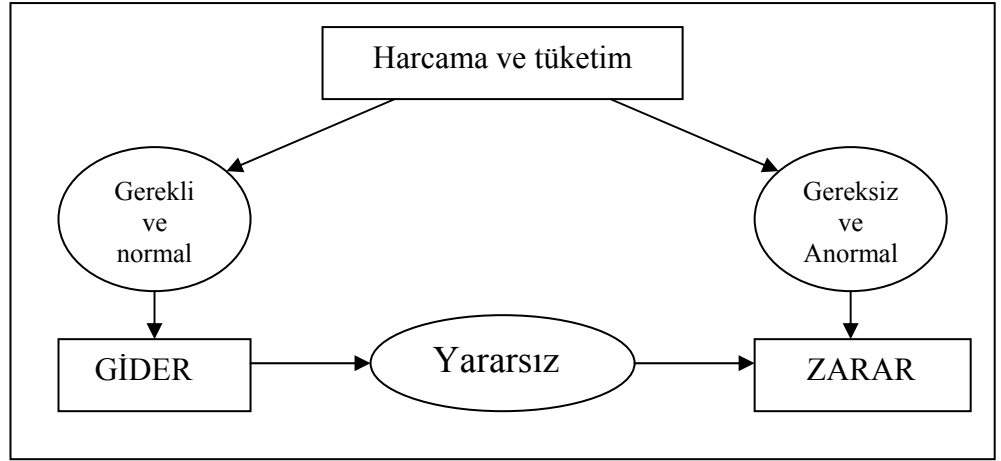 Harcama ve tüketim
Gerekli
ve
normal
Gereksiz
ve
Anormal
GİDER
Yararsız
ZARAR